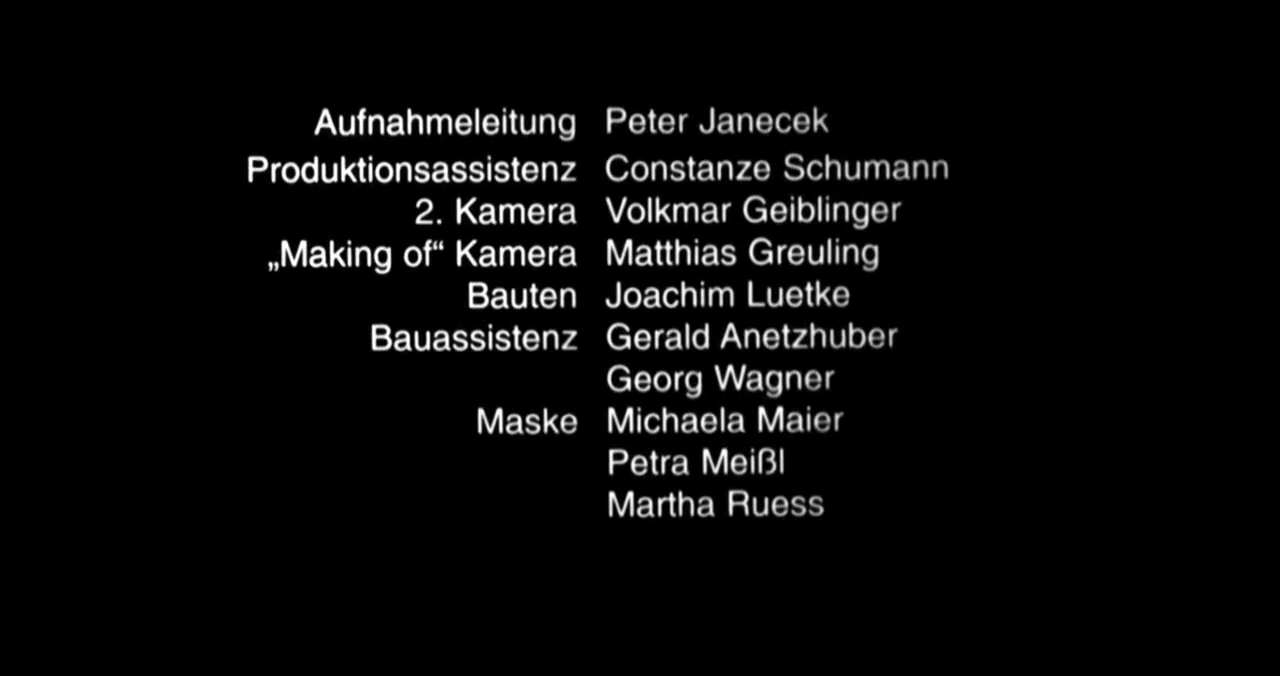 Aufnahmeleitung Peter Janecek
Produktionsassistenz Constanze Schumann
2. Kamera Volkmar Geiblinger
„Making of“ Kamera Matthias Greuling
Bauten Joachim Luetke
Bauassistenz Gerald Anetzhuber
Georg Wagner
Maske Michaela Maier
Petra Meißl
Martha Ruess